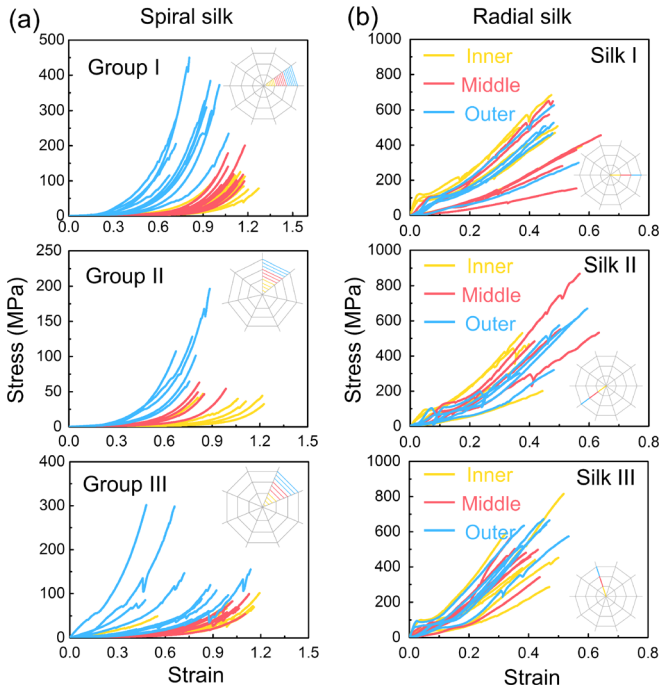 (a)
Spiral silk
500
400
300
200
100
0
0.0
0.3
0.6
0.9
1.2
1.5
Group I
250
200
150
100
50
0
0.0
0.3
0.6
0.9
1.2
1.5
Group II
Stress (MPa)
400
300
200
100
0
0.0
0.3
0.6
0.9
1.2
1.5
Group III
Strain
(b)
Radial silk
1000
800
600
400
200
0
0.0
0.2
0.4
0.6
0.8
Inner
Middle
Outer
Silk I
1000
800
600
400
200
0
0.0
0.2
0.4
0.6
0.8
Inner
Middle
Outer
Silk II
Stress (MPa)
1000
800
600
400
200
0
0.0
0.2
0.4
0.6
0.8
Inner
Middle
Outer
Silk III
Strain